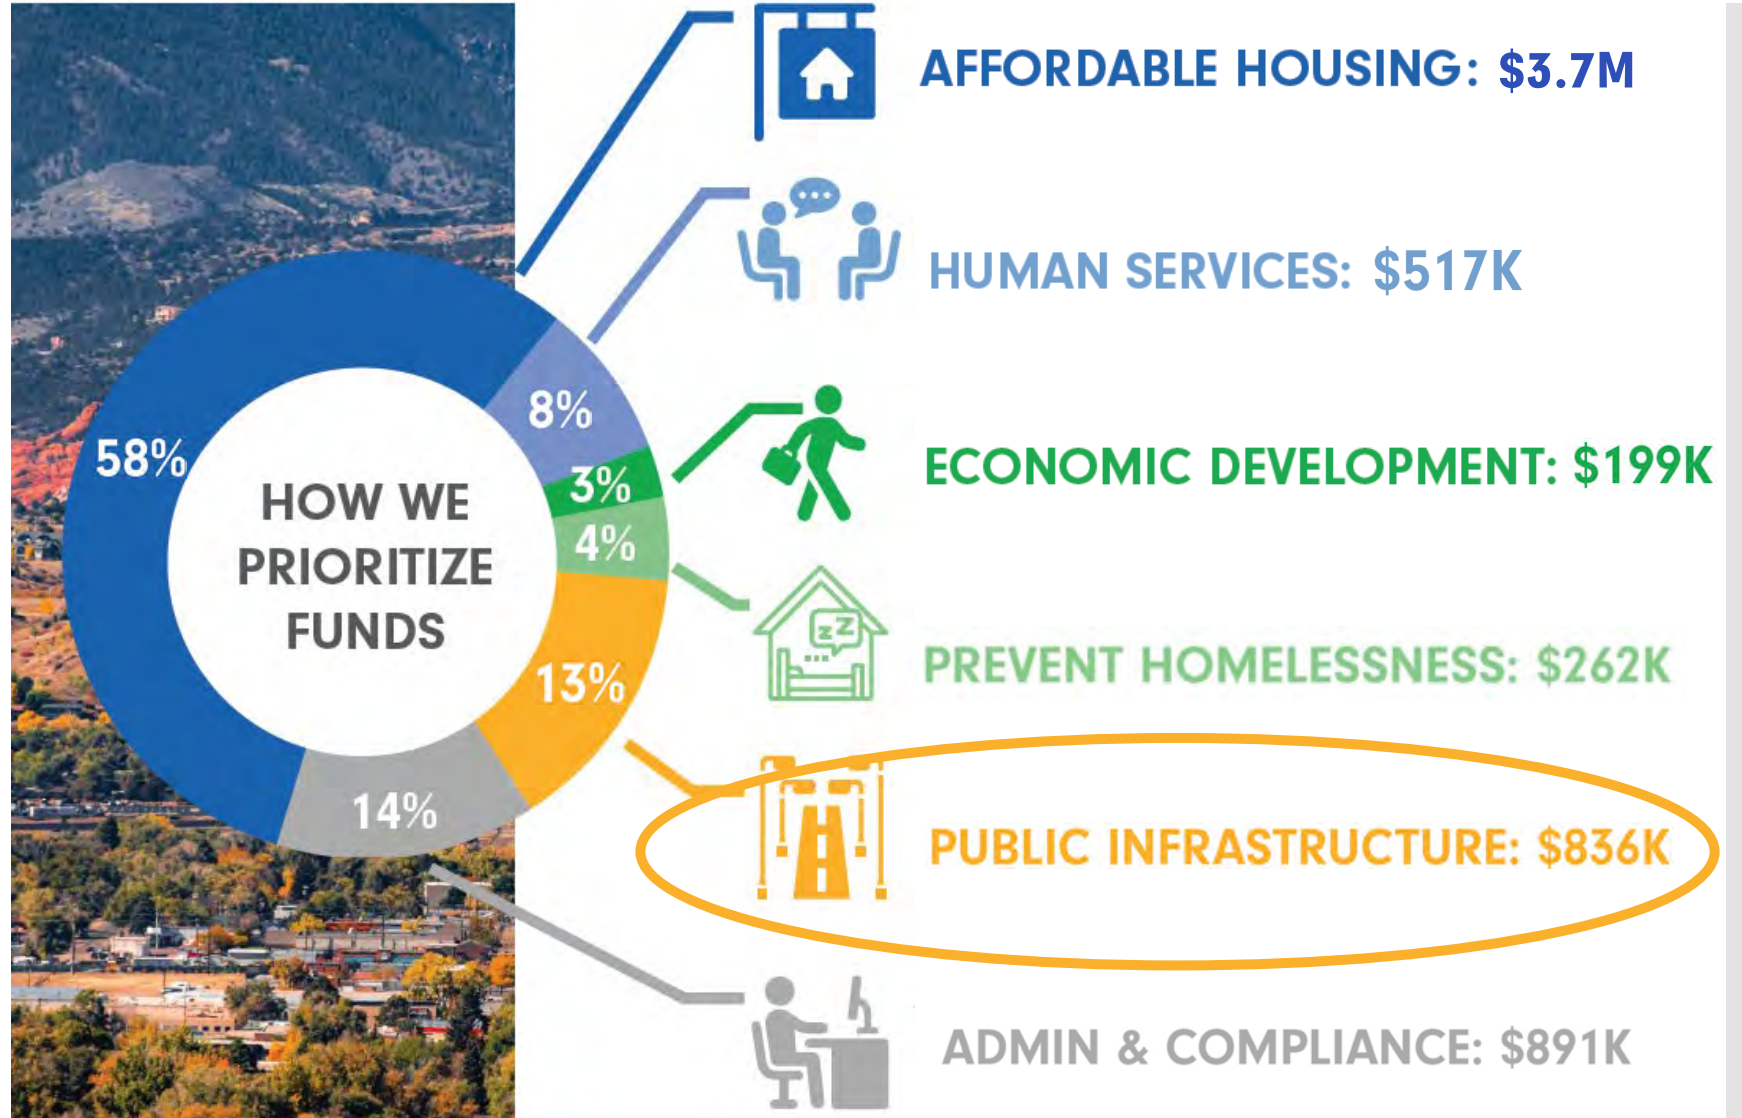 AFFORDABLE HOUSING: $3.7M
HUMAN SERVICES: $517K
ECONOMIC DEVELOPMENT: $199K
PREVENT HOMELESSNESS: $262K
PUBLIC INFRASTRUCTURE: $836K
ADMIN & COMPLIANCE: $891K
HOW WE
PRIORITIZE
FUNDS
58%
8%
3%
4%
13%
14%
zZ